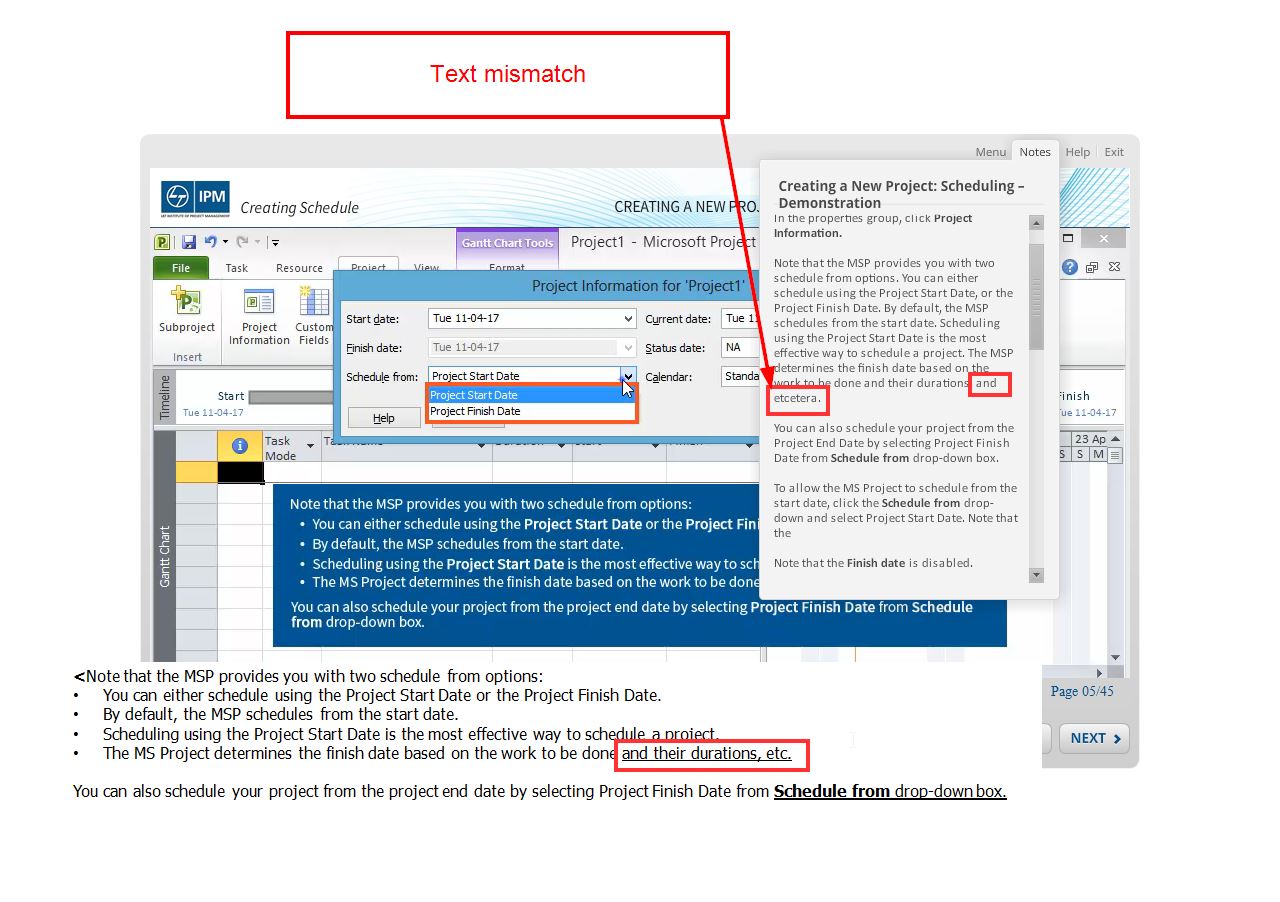 Text mismatch
Menu Notes Help Exit
IPM
L&T INSTITUTE OF PROJECT MANAGEMENT
Creating Schedule
CREATING A NEW PROJ
Creating a New Project: Scheduling –
Demonstration
In the properties group, click Project
Information.
Note that the MSP provides you with two
schedule from options. You can either
schedule using the Project Start Date, or the
Project Finish Date. By default, the MSP
schedules from the start date. Scheduling
using the Project Start Date is the most
effective way to schedule a project. The MSP
determines the finish date based on the
work to be done and their durations, and
etcetera.
You can also schedule your project from the
Project End Date by selecting Project Finish
Date from Schedule from drop-down box.
To allow the MS Project to schedule from the
start date, click the Schedule from drop-
down and select Project Start Date. Note that
the
Note that the Finish date is disabled.
Gantt Chart Tools
Project1 - Microsoft Project
File Task Resource Project View Format
Subproject
Project
Information
Custom
Fields
Insert
Project Information for 'Project1'
Start date: Tue 11-04-17 Current date: Tue 11
Finish date: Tue 11-04-17 Status date: NA
Schedule from: Project Start Date Calendar: Standa
Project Start Date
Project Finish Date
Help
Timeline
Start
Tue 11-04-17
Finish
ue 11-04-17
Task
Mode
Task Name Duration Start Finish
23 Ap
S S M
Gantt Chart
Note that the MSP provides you with two schedule from options:
• You can either schedule using the Project Start Date or the Project Fini
• By default, the MSP schedules from the start date.
• Scheduling using the Project Start Date is the most effective way to sch
• The MS Project determines the finish date based on the work to be done
You can also schedule your project from the project end date by selecting Project Finish Date from Schedule
from drop-down box.
Page 05/45
NEXT
<Note that the MSP provides you with two schedule from options:
• You can either schedule using the Project Start Date or the Project Finish Date.
• By default, the MSP schedules from the start date.
• Scheduling using the Project Start Date is the most effective way to schedule a project.
• The MS Project determines the finish date based on the work to be done and their durations, etc.
You can also schedule your project from the project end date by selecting Project Finish Date from Schedule from drop-down box.